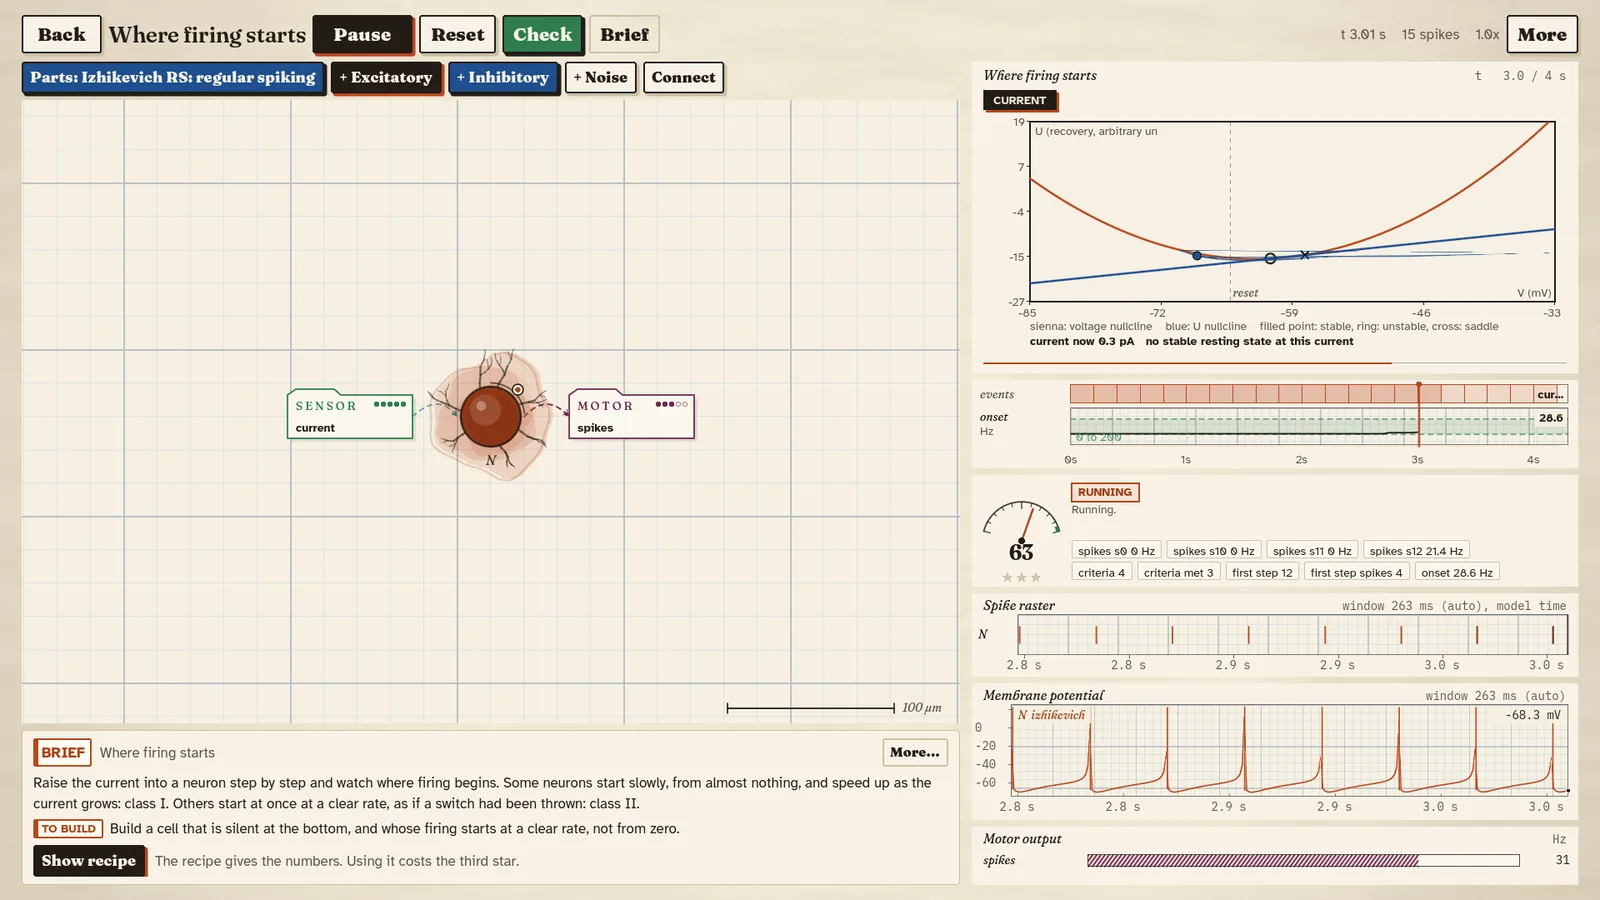 Back Where firing starts Pause Reset Check Brief t 3.01 s 15 spikes 1.0x More
Parts: Izhikevich RS: regular spiking + Excitatory + Inhibitory + Noise Connect
SENSOR
current
N
MOTOR
spikes
100 µm
BRIEF Where firing starts More...
Raise the current into a neuron step by step and watch where firing begins. Some neurons start slowly, from almost nothing, and speed up as the
current grows: class I. Others start at once at a clear rate, as if a switch had been thrown: class II.
TO BUILD Build a cell that is silent at the bottom, and whose firing starts at a clear rate, not from zero.
Show recipe The recipe gives the numbers. Using it costs the third star.
Where firing starts t 3.0 / 4 s
CURRENT
U (recovery, arbitrary un
19
7
-4
-15
-27
reset V (mV)
-85 -72 -59 -46 -33
sienna: voltage nullcline blue: U nullcline filled point: stable, ring: unstable, cross: saddle
current now 0.3 pA no stable resting state at this current
events cur...
onset 28.6
Hz
0 to 200
0s 1s 2s 3s 4s
RUNNING
Running.
63
spikes s0 0 Hz spikes s10 0 Hz spikes s11 0 Hz spikes s12 21.4 Hz
criteria 4 criteria met 3 first step 12 first step spikes 4 onset 28.6 Hz
Spike raster window 263 ms (auto), model time
N
2.8 s 2.8 s 2.9 s 2.9 s 3.0 s 3.0 s
Membrane potential window 263 ms (auto)
N izhikevich -68.3 mV
0
-20
-40
-60
2.8 s 2.8 s 2.9 s 2.9 s 3.0 s 3.0 s
Motor output Hz
spikes 31